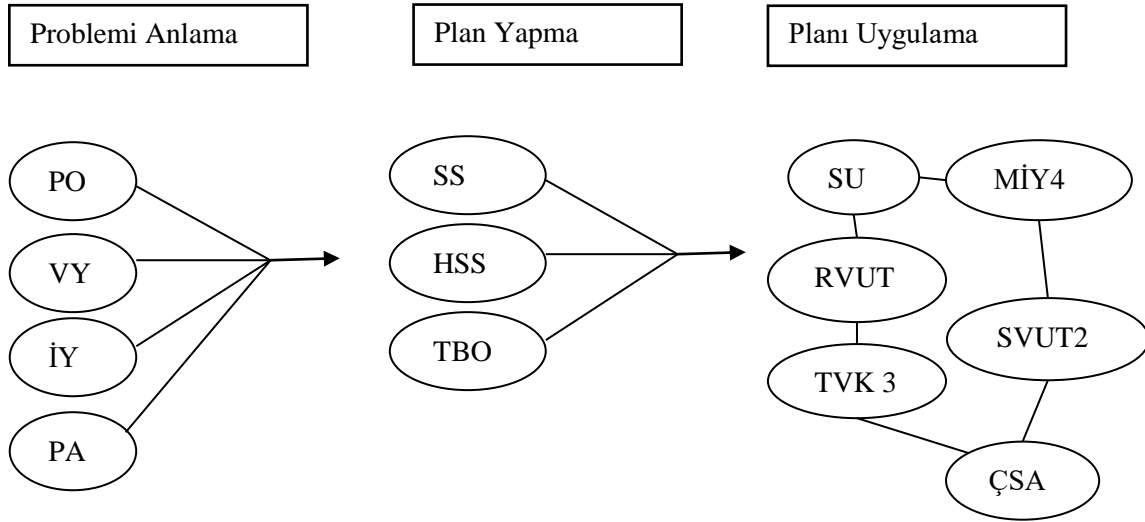 Problemi Anlama
Plan Yapma
Planı Uygulama
PO
VY
İY
PA
SS
HSS
TBO
SU
MİY4
RVUT
SVUT2
TVK 3
ÇSA